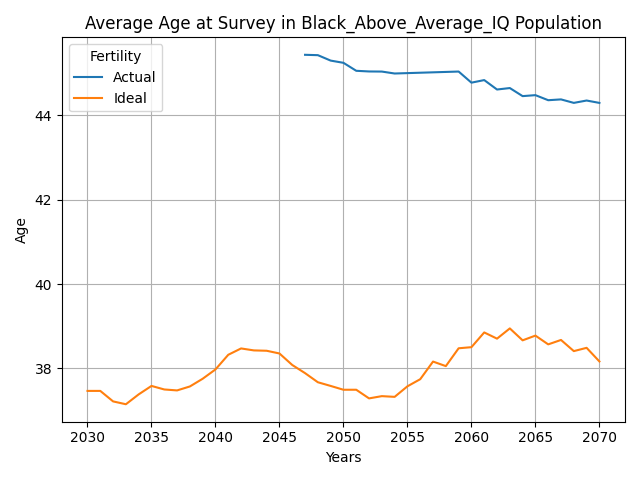 Average Age at Survey in Black_Above_Average_IQ Population
Fertility
Actual
Ideal
44
42
40
38
Age
2030 2035 2040 2045 2050 2055 2060 2065 2070
Years